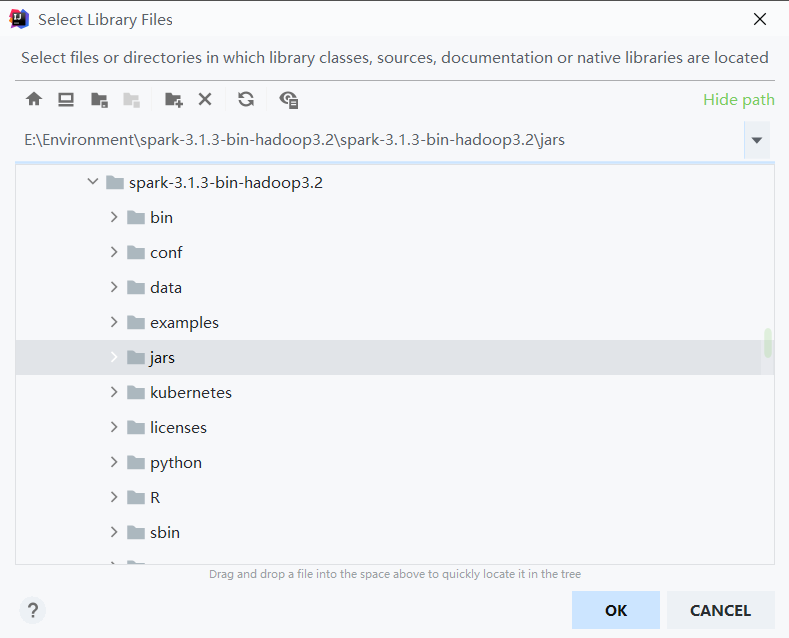 Select Library Files
Select files or directories in which library classes, sources, documentation or native libraries are located
Hide path
E:\Environment\spark-3.1.3-bin-hadoop3.2\spark-3.1.3-bin-hadoop3.2\jars
spark-3.1.3-bin-hadoop3.2
bin
conf
data
examples
jars
kubernetes
licenses
python
R
sbin
Drag and drop a file into the space above to quickly locate it in the tree
?
OK
CANCEL